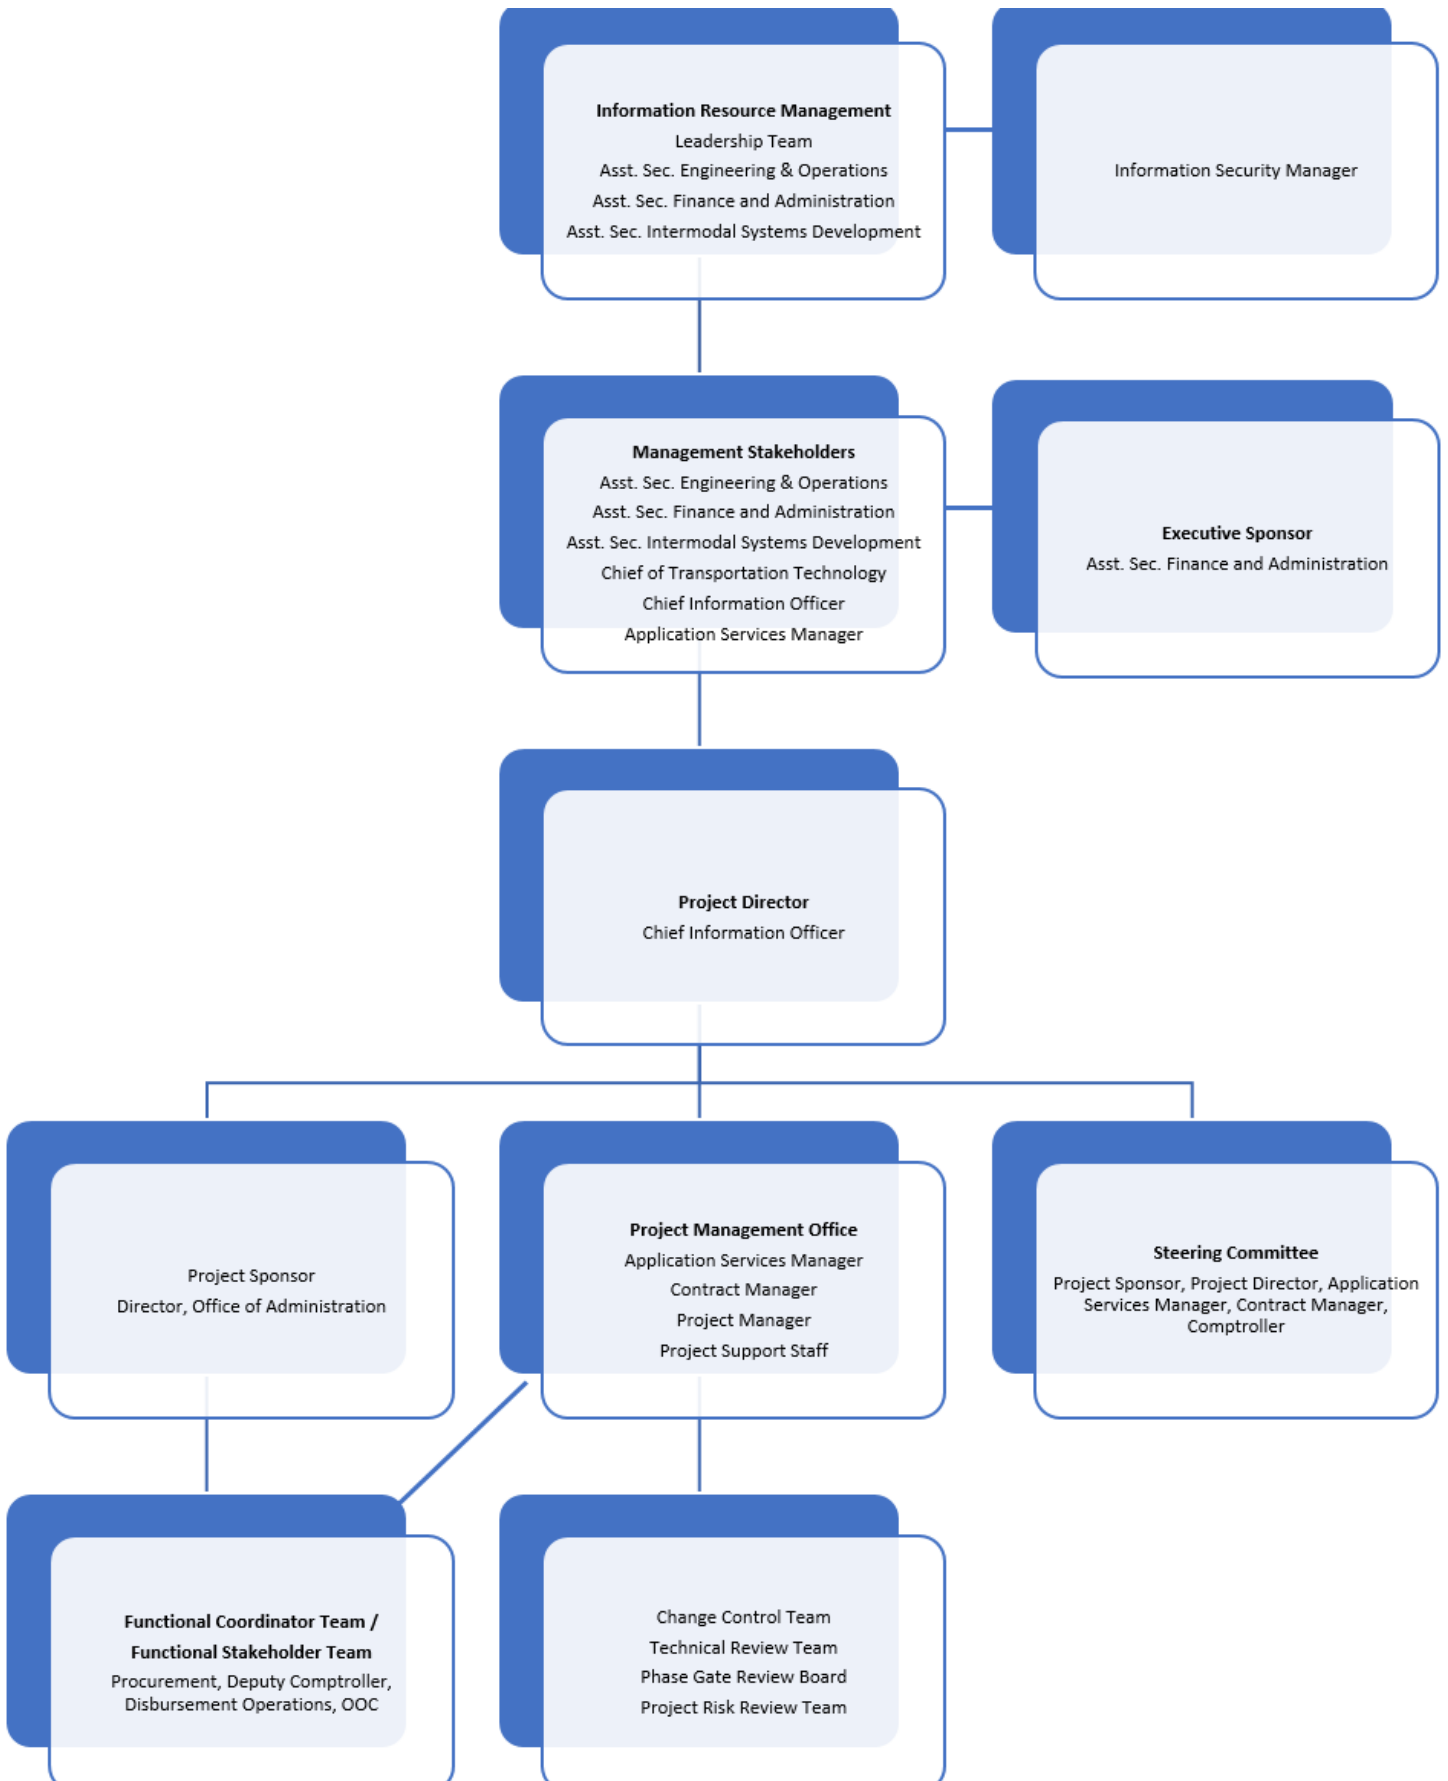 Information Resource Management
Leadership Team
Asst. Sec. Engineering & Operations
Asst. Sec. Finance and Administration
Asst. Sec. Intermodal Systems Development
Information Security Manager
Management Stakeholders
Asst. Sec. Engineering & Operations
Asst. Sec. Finance and Administration
Asst. Sec. Intermodal Systems Development
Chief of Transportation Technology
Chief Information Officer
Application Services Manager
Executive Sponsor
Asst. Sec. Finance and Administration
Project Director
Chief Information Officer
Project Sponsor
Director, Office of Administration
Project Management Office
Application Services Manager
Contract Manager
Project Manager
Project Support Staff
Steering Committee
Project Sponsor, Project Director, Application
Services Manager, Contract Manager,
Comptroller
Functional Coordinator Team /
Functional Stakeholder Team
Procurement, Deputy Comptroller,
Disbursement Operations, OOC
Change Control Team
Technical Review Team
Phase Gate Review Board
Project Risk Review Team